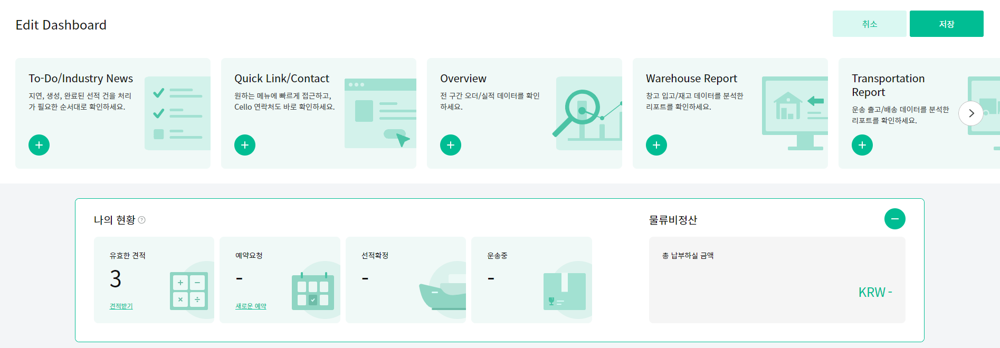 Edit Dashboard
취소
저장
To-Do/Industry News
지연, 생성, 완료된 선적 건을 처리
가 필요한 순서대로 확인하세요.
Quick Link/Contact
원하는 메뉴에 빠르게 접근하고,
Cello 연락처도 바로 확인하세요.
Overview
전 구간 오더/실적 데이터를 확인
하세요.
Warehouse Report
창고 입고/재고 데이터를 분석한
리포트를 확인하세요.
Transportation
Report
운송 출고/배송 데이터를 분석한
리포트를 확인하세요.
나의 현황
유효한 견적
3
견적받기
예약요청
-
새로운 예약
선적확정
-
운송중
-
물류비정산
총 납부하실 금액
KRW -